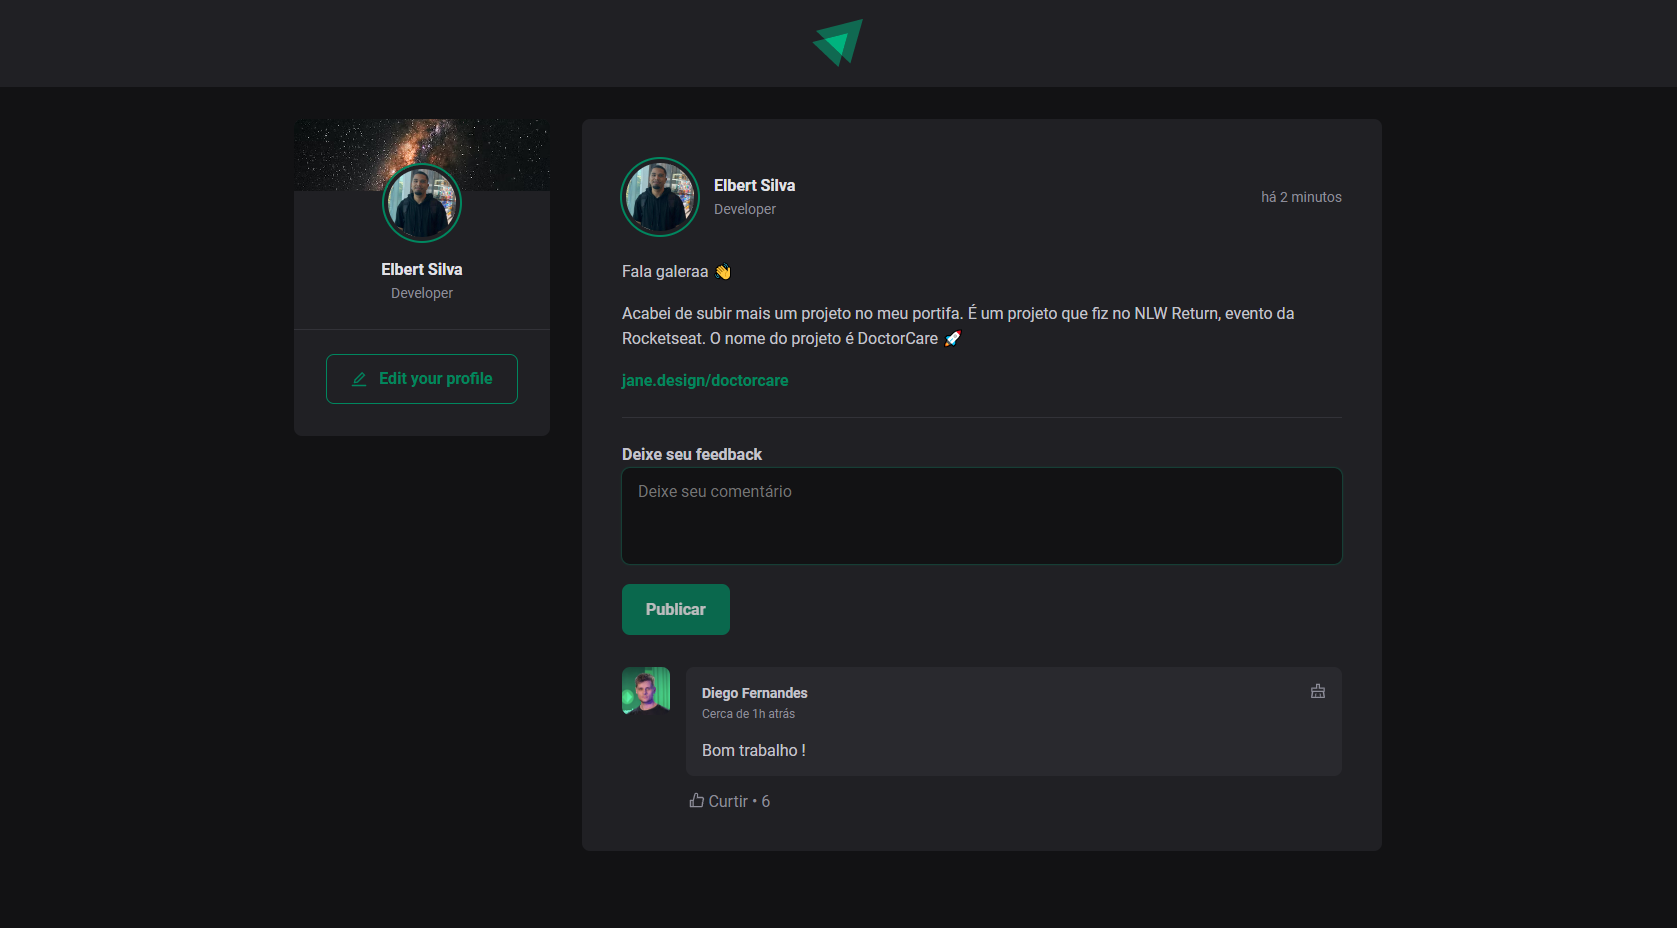 Elbert Silva
Developer
Edit your profile
Elbert Silva
Developer
há 2 minutos
Fala galeraa 👋
Acabei de subir mais um projeto no meu portifa. É um projeto que fiz no NLW Return, evento da
Rocketseat. O nome do projeto é DoctorCare 🚀
jane.design/doctorcare
Deixe seu feedback
Deixe seu comentário
Publicar
Diego Fernandes
Cerca de 1h atrás
Bom trabalho !
Curtir • 6